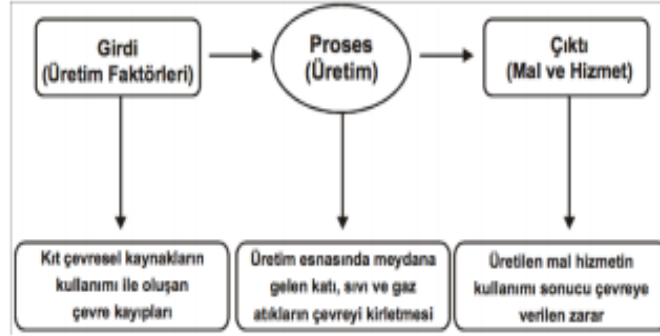 Girdi
(Üretim Faktörleri)
Proses
(Üretim)
Çıktı
(Mal ve Hizmet)
Kıt çevresel kaynakların
kullanımı ile oluşan
çevre kayıpları
Üretim esnasında meydana
gelen katı, sıvı ve gaz
atıkların çevreyi kirletmesi
Üretilen mal hizmetin
kullanımı sonucu çevreye
verilen zarar